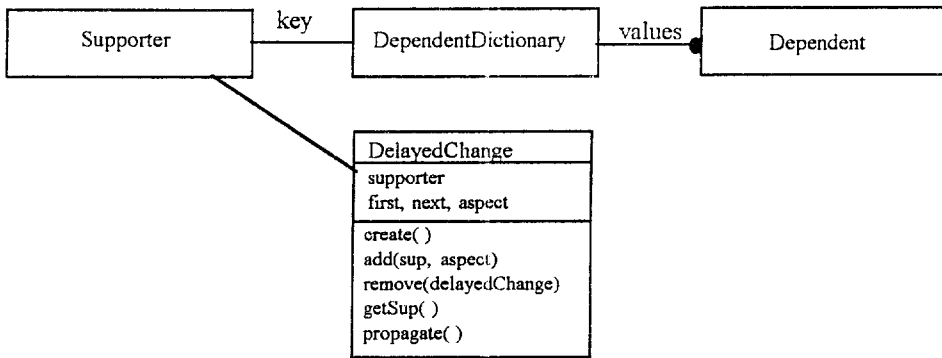 Supporter
key
DependentDictionary
values
Dependent
DelayedChange
supporter
first, next, aspect
create( )
add(sup, aspect)
remove(delayedChange)
getSup( )
propagate( )